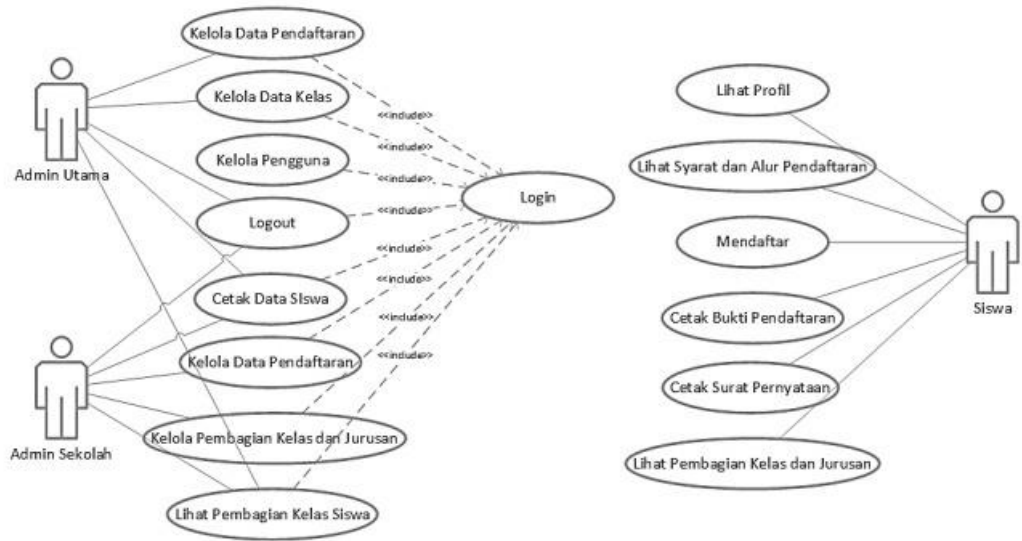 Kelola Data Pendaftaran
Kelola Data Kelas
Kelola Pengguna
Logout
Cetak Data SIswa
Kelola Data Pendaftaran
Kelola Pembagian Kelas dan Jurusan
Lihat Pembagian Kelas Siswa
Admin Utama
Admin Sekolah
<<include>>
<<include>>
<<include>>
<<include>>
<<include>>
<<include>>
<<include>>
<<include>>
Login
Lihat Profil
Lihat Syarat dan Alur Pendaftaran
Mendaftar
Cetak Bukti Pendaftaran
Cetak Surat Pernyataan
Lihat Pembagian Kelas dan Jurusan
Siswa